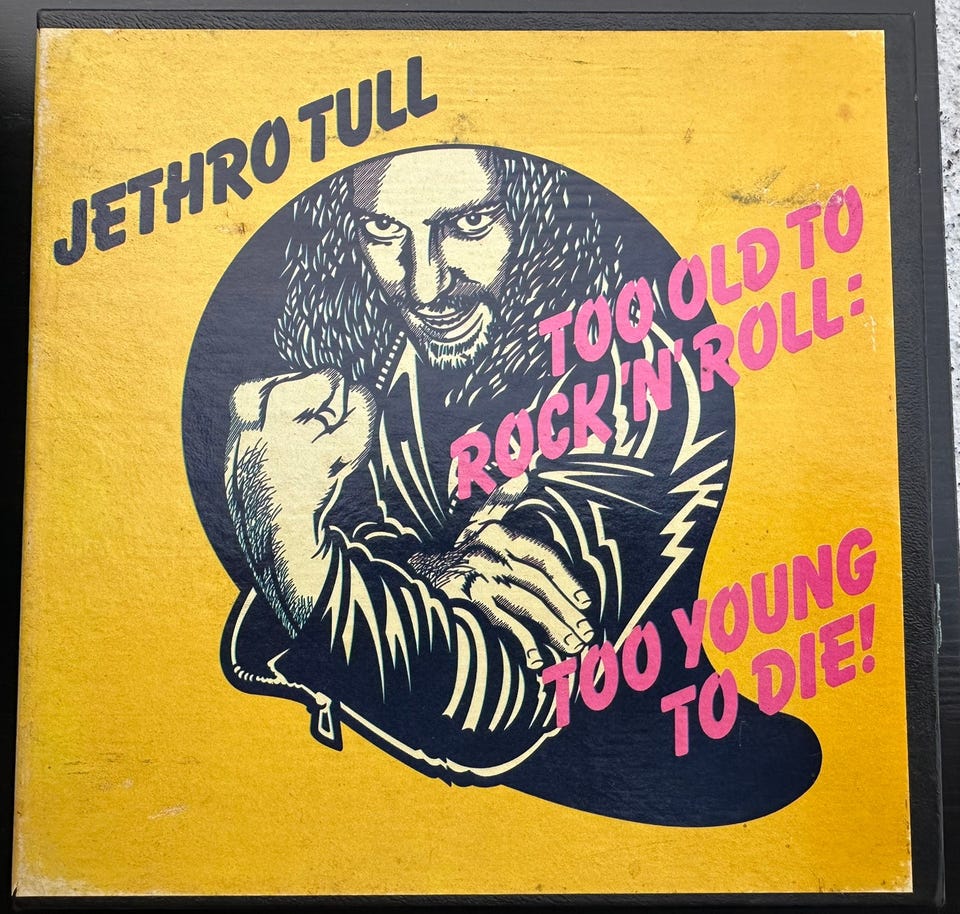 JETHRO TULL
TOO OLD TO
ROCK 'N' ROLL:
TOO YOUNG
TO DIE!